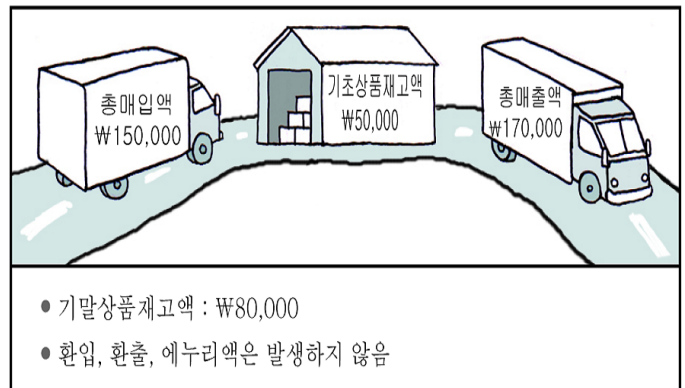 총매입액
₩150,000
기초상품재고액
₩50,000
총매출액
₩170,000
• 기말상품재고액 : ₩80,000
• 환입, 환출, 에누리액은 발생하지 않음